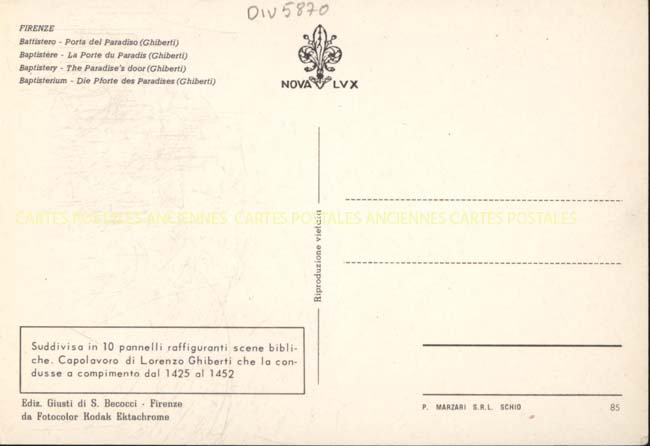 DIV5870
FIRENZE
Battistero - Porta del Paradiso (Ghiberti)
Baptistère - La Porte du Paradis (Ghiberti)
Baptistery - The Paradise's door (Ghiberti)
Baptisterium - Die Pforte des Paradises (Ghiberti)
NOVA LVX
CARTES POSTALES ANCIENNES CARTES POSTALES ANCIENNES CARTES POSTALES
Riproduzione vietata
Suddivisa in 10 pannelli raffiguranti scene bibli-
che. Capolavoro di Lorenzo Ghiberti che la con-
dusse a compimento dal 1425 al 1452
Ediz. Giusti di S. Becocci - Firenze
da Fotocolor Kodak Ektachrome
P. MARZARI S.R.L. SCHIO 85